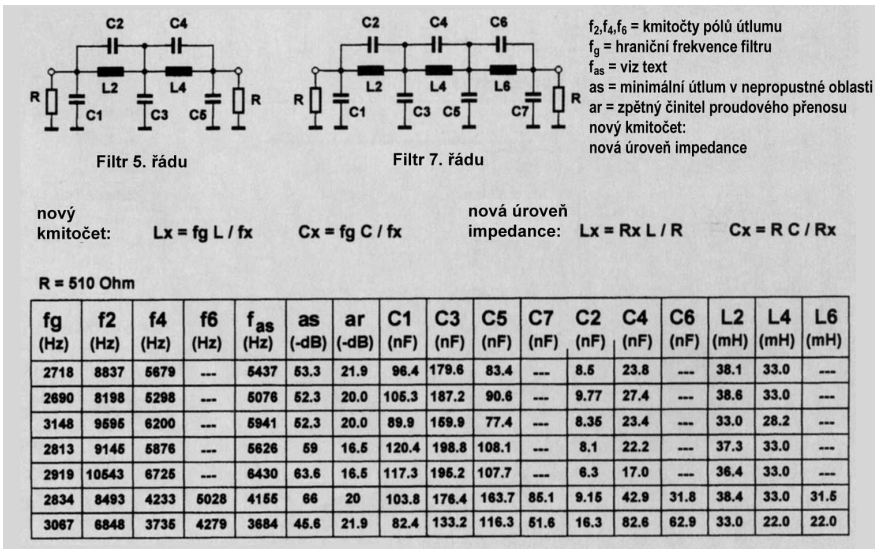 C2 C4
L2 L4
R R
C1 C3 C5
Filtr 5. řádu
C2 C4 C6
L2 L4 L6
R R
C1 C3 C5 C7
Filtr 7. řádu
f2,f4,f6 = kmitočty pólů útlumu
fg = hraniční frekvence filtru
fas = viz text
as = minimální útlum v nepropustné oblasti
ar = zpětný činitel proudového přenosu
nový kmitočet:
nová úroveň impedance
nový
kmitočet: Lx = fg L / fx Cx = fg C / fx
nová úroveň
impedance: Lx = Rx L / R Cx = R C / Rx
R = 510 Ohm
fg f2 f4 f6 fas as ar C1 C3 C5 C7 C2 C4 C6 L2 L4 L6
(Hz) (Hz) (Hz) (Hz) (Hz) (-dB) (-dB) (nF) (nF) (nF) (nF) (nF) (nF) (nF) (mH) (mH) (mH)
2718 8837 5679 --- 5437 53.3 21.9 96.4 179.6 83.4 --- 8.5 23.8 --- 38.1 33.0 ---
2690 8198 5298 --- 5076 52.3 20.0 105.3 187.2 90.6 --- 9.77 27.4 --- 38.6 33.0 ---
3148 9595 6200 --- 5941 52.3 20.0 89.9 159.9 77.4 --- 8.35 23.4 --- 33.0 28.2 ---
2813 9145 5876 --- 5626 59 16.5 120.4 198.8 108.1 --- 8.1 22.2 --- 37.3 33.0 ---
2919 10543 6725 --- 6430 63.6 16.5 117.3 195.2 107.7 --- 6.3 17.0 --- 36.4 33.0 ---
2834 8493 4233 5028 4155 66 20 103.8 176.4 163.7 85.1 9.15 42.9 31.8 38.4 33.0 31.5
3067 6848 3735 4279 3684 45.6 21.9 82.4 133.2 116.3 51.6 16.3 82.6 62.9 33.0 22.0 22.0